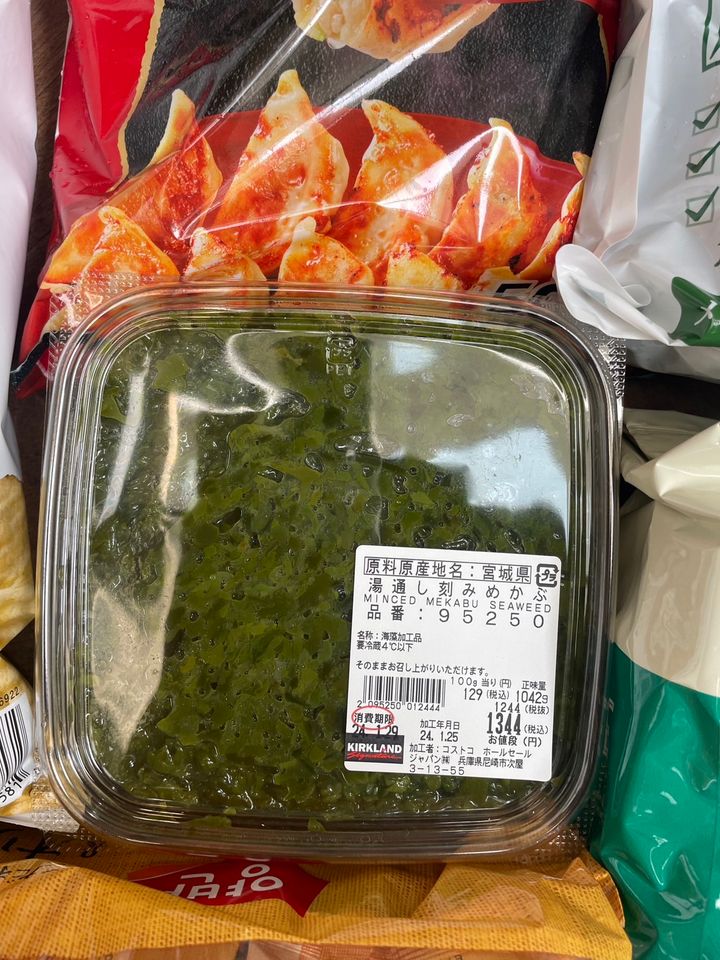 原料原産地名：宮城県
プラ
湯通し刻みめかぶ
MINCED MEKABU SEAWEED
品番：95250
名称：海藻加工品
要冷蔵4℃以下
そのままお召し上がりいただけます。
100g当り(円) 正味量
129(税込) 1042g
1244(税抜)
2 095250 012444
消費期限
24.1.29
加工年月日
24.1.25
1344(税込)
お値段(円)
KIRKLAND
Signature
加工者：コストコ ホールセール
ジャパン㈱ 兵庫県尼崎市次屋
3-13-55